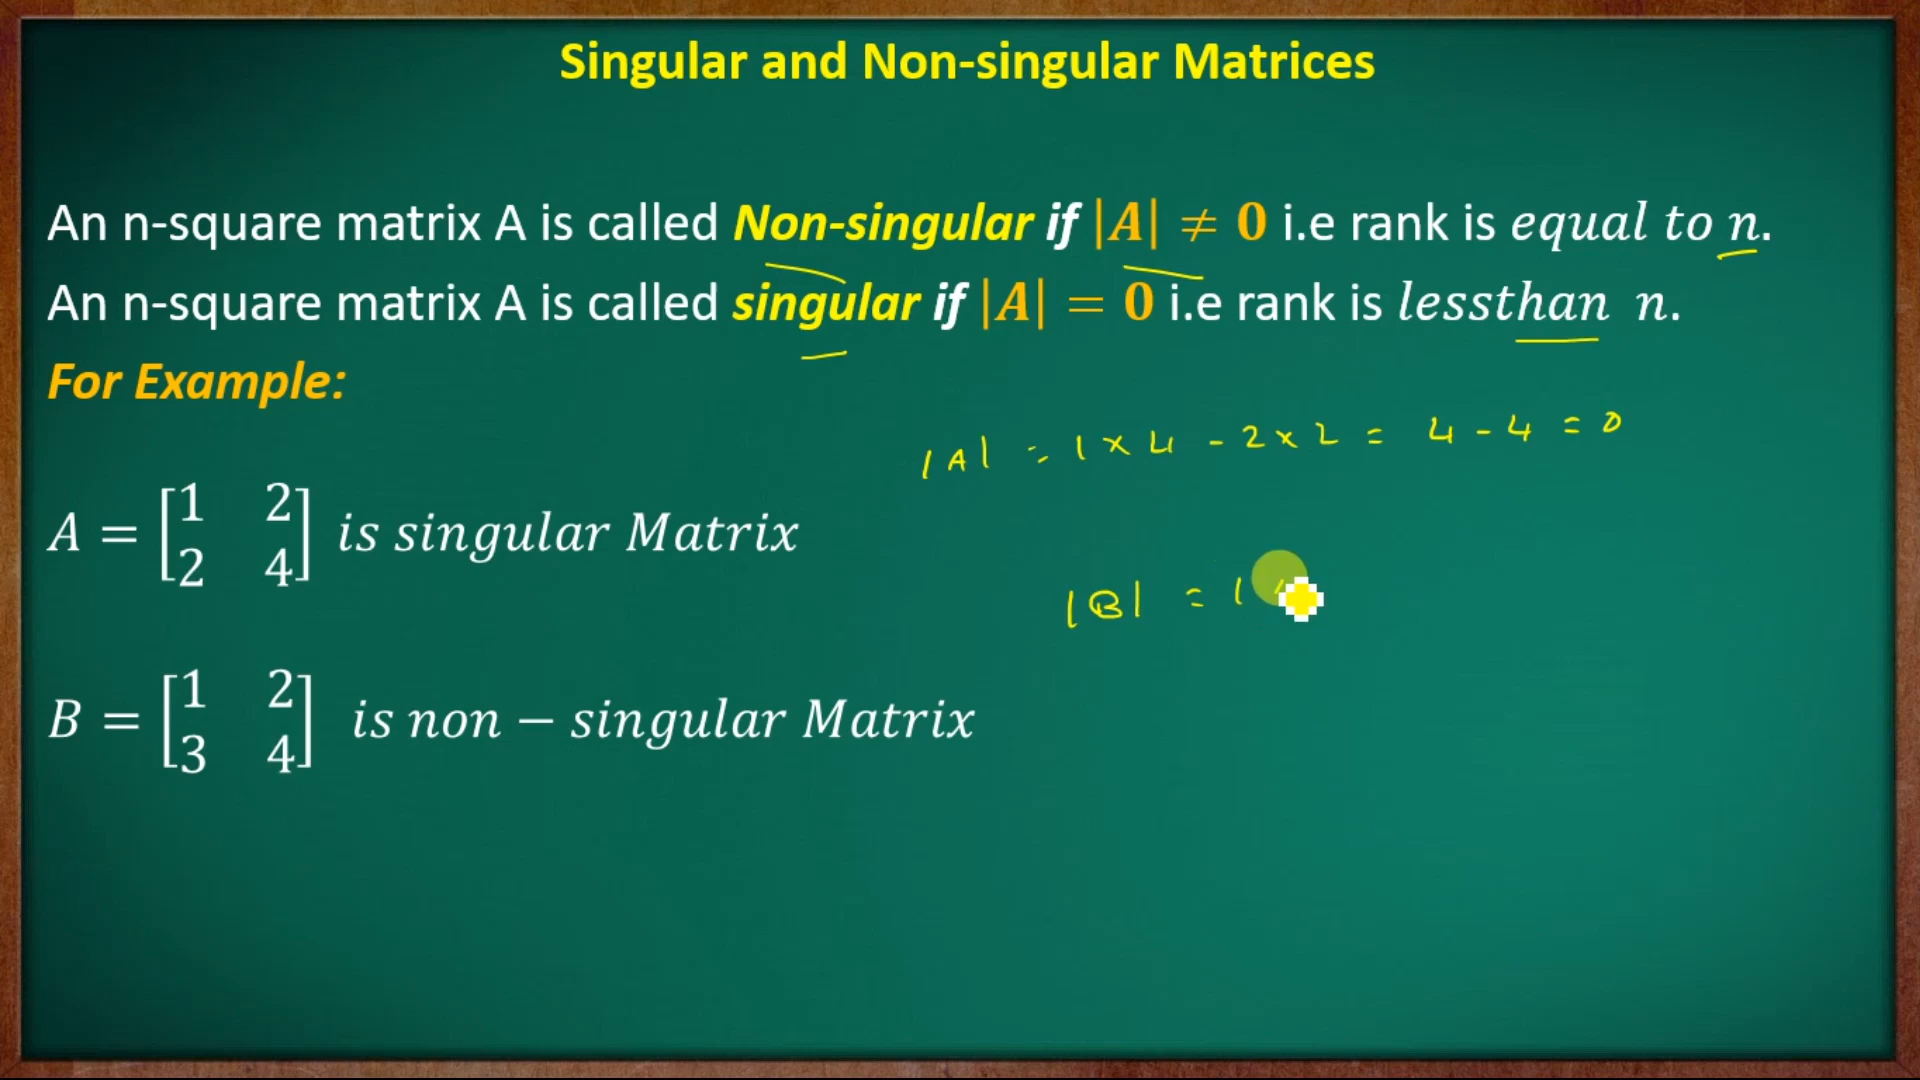 Singular and Non-singular Matrices
An n-square matrix A is called Non-singular if |A| ≠ 0 i.e rank is equal to n.
An n-square matrix A is called singular if |A| = 0 i.e rank is lessthan n.
For Example:
|A| = 1 × 4 - 2 × 2 = 4 - 4 = 0
A = [1 2
2 4] is singular Matrix
|B| = 1
B = [1 2
3 4] is non − singular Matrix